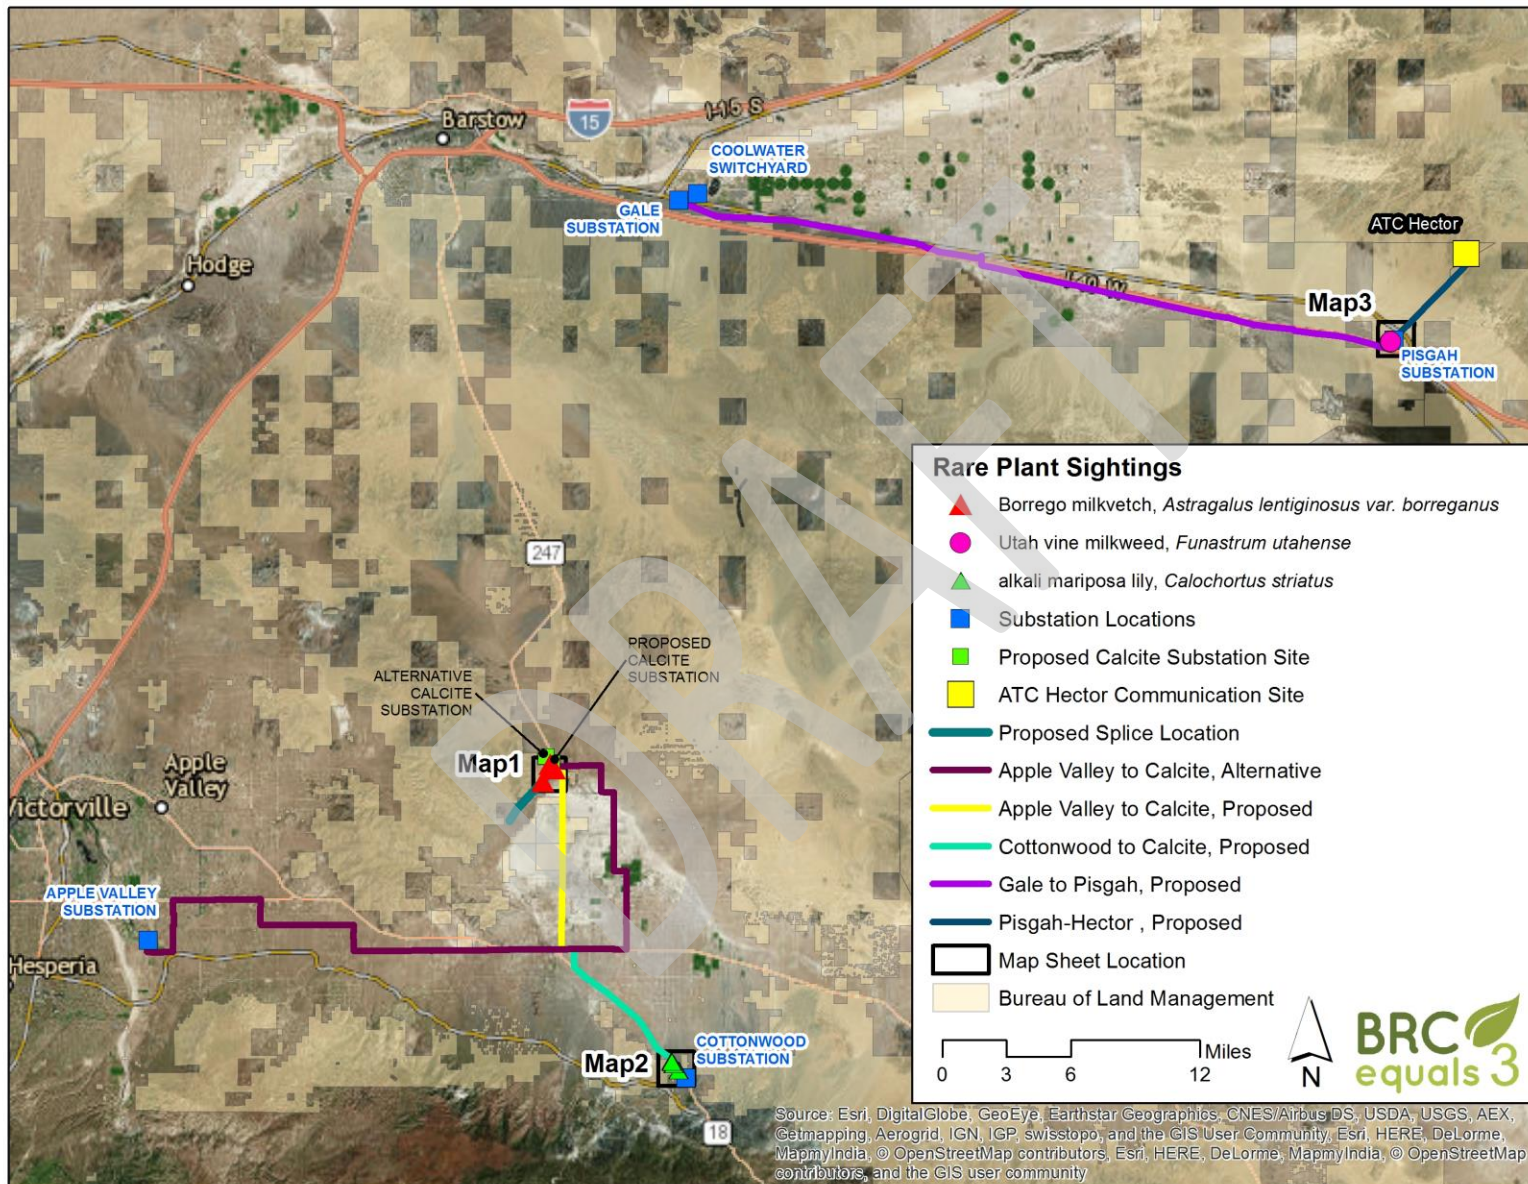 Barstow
15
I-15 S
COOLWATER
SWITCHYARD
GALE
SUBSTATION
ATC Hector
Hodge
I-40 W
Map3
PISGAH
SUBSTATION
Rare Plant Sightings
Borrego milkvetch, Astragalus lentiginosus var. borreganus
Utah vine milkweed, Funastrum utahense
alkali mariposa lily, Calochortus striatus
Substation Locations
Proposed Calcite Substation Site
ATC Hector Communication Site
Proposed Splice Location
Apple Valley to Calcite, Alternative
Apple Valley to Calcite, Proposed
Cottonwood to Calcite, Proposed
Gale to Pisgah, Proposed
Pisgah-Hector , Proposed
Map Sheet Location
Bureau of Land Management
0 3 6 12 Miles
N
BRC
equals 3
247
PROPOSED
CALCITE
SUBSTATION
ALTERNATIVE
CALCITE
SUBSTATION
Map1
Apple
Valley
Victorville
APPLE VALLEY
SUBSTATION
Hesperia
COTTONWOOD
SUBSTATION
Map2
18
DRAFT
Source: Esri, DigitalGlobe, GeoEye, Earthstar Geographics, CNES/Airbus DS, USDA, USGS, AEX,
Getmapping, Aerogrid, IGN, IGP, swisstopo, and the GIS User Community, Esri, HERE, DeLorme,
MapmyIndia, © OpenStreetMap contributors, Esri, HERE, DeLorme, MapmyIndia, © OpenStreetMap
contributors, and the GIS user community